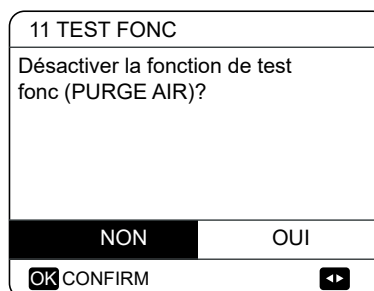 11 TEST FONC
Désactiver la fonction de test
fonc (PURGE AIR)?
NON OUI
OK CONFIRM